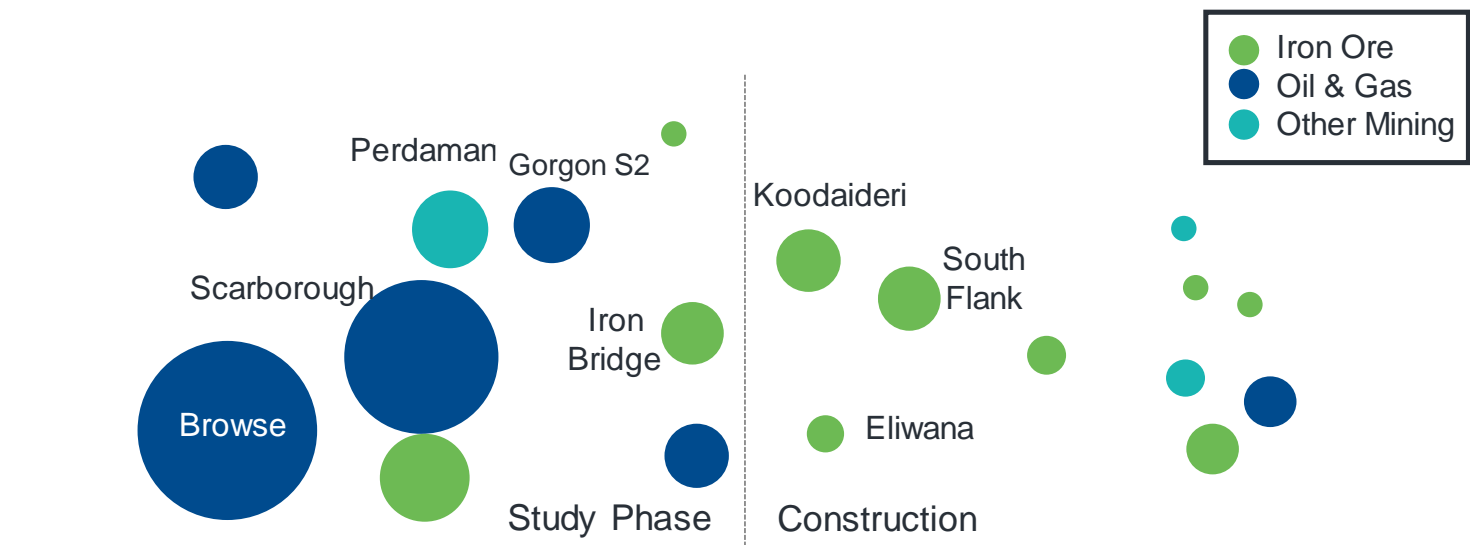 Iron Ore
Oil & Gas
Other Mining
Perdaman
Gorgon S2
Koodaideri
South
Flank
Scarborough
Iron
Bridge
Browse
Eliwana
Study Phase
Construction